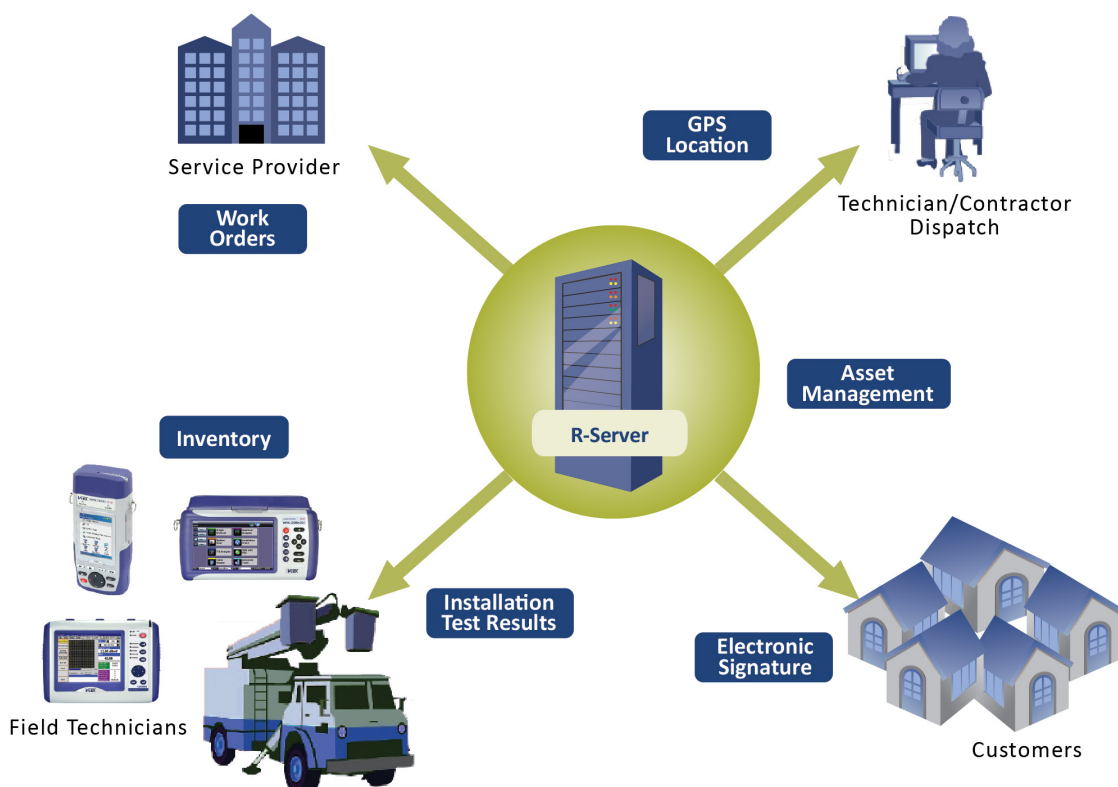 GPS
Location
Service Provider
Technician/Contractor
Dispatch
Work
Orders
Asset
Management
R-Server
Inventory
Installation
Test Results
Electronic
Signature
Field Technicians
Customers